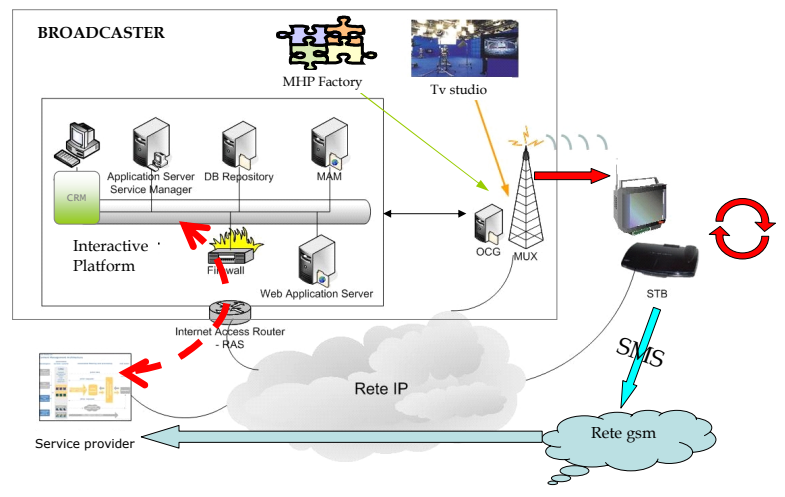 BROADCASTER
MHP Factory
Tv studio
Application Server
Service Manager
DB Repository
MAM
CRM
Interactive
Platform
Firewall
Web Application Server
OCG
MUX
STB
Internet Access Router
- RAS
SMS
Rete IP
Rete gsm
Service provider